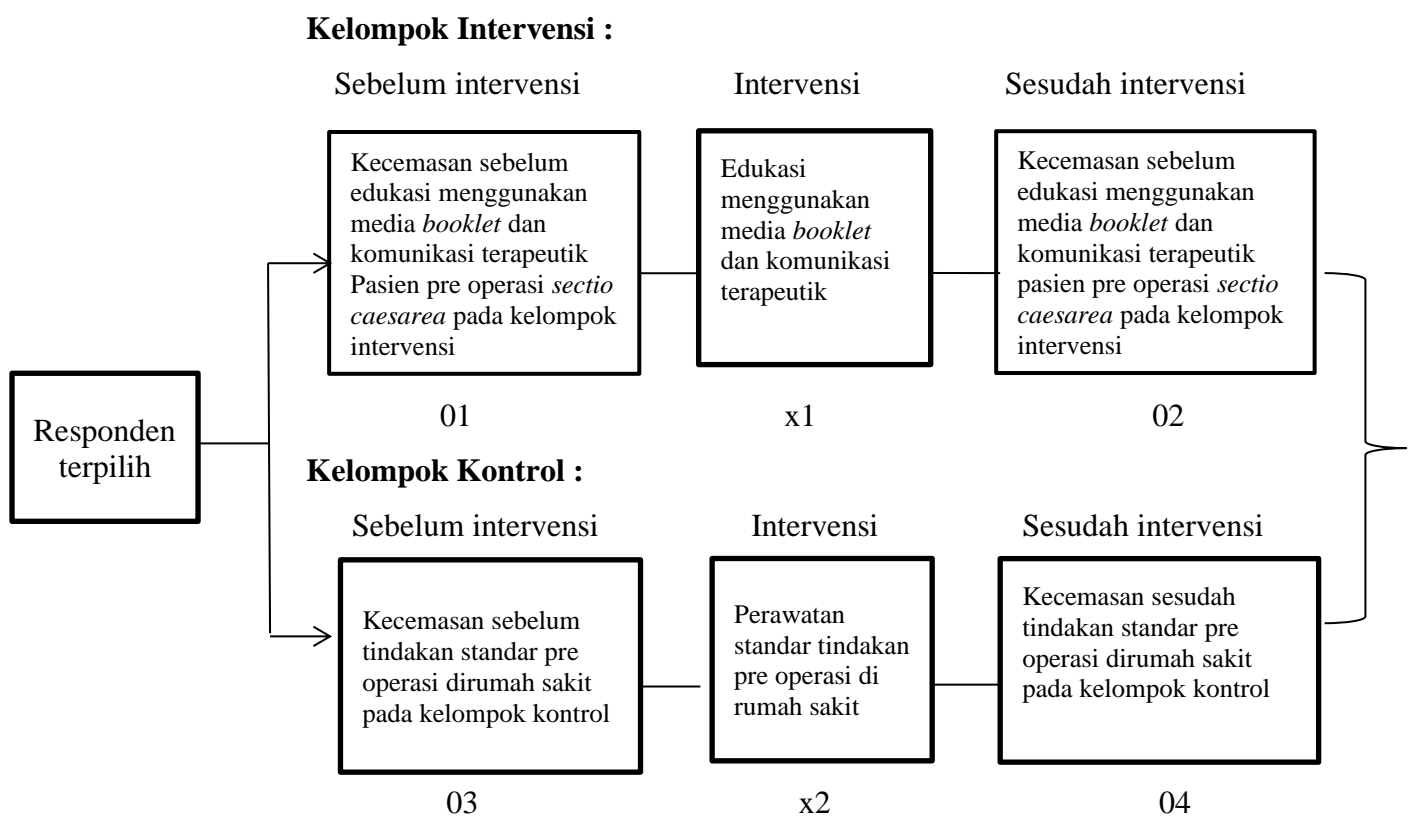 Kelompok Intervensi :
Sebelum intervensi
Intervensi
Sesudah intervensi
Kecemasan sebelum
edukasi menggunakan
media booklet dan
komunikasi terapeutik
Pasien pre operasi sectio
caesarea pada kelompok
intervensi
Edukasi
menggunakan
media booklet
dan komunikasi
terapeutik
Kecemasan sebelum
edukasi menggunakan
media booklet dan
komunikasi terapeutik
pasien pre operasi sectio
caesarea pada kelompok
intervensi
01
x1
02
Responden
terpilih
Kelompok Kontrol :
Sebelum intervensi
Intervensi
Sesudah intervensi
Kecemasan sebelum
tindakan standar pre
operasi dirumah sakit
pada kelompok kontrol
Perawatan
standar tindakan
pre operasi di
rumah sakit
Kecemasan sesudah
tindakan standar pre
operasi dirumah sakit
pada kelompok kontrol
03
x2
04